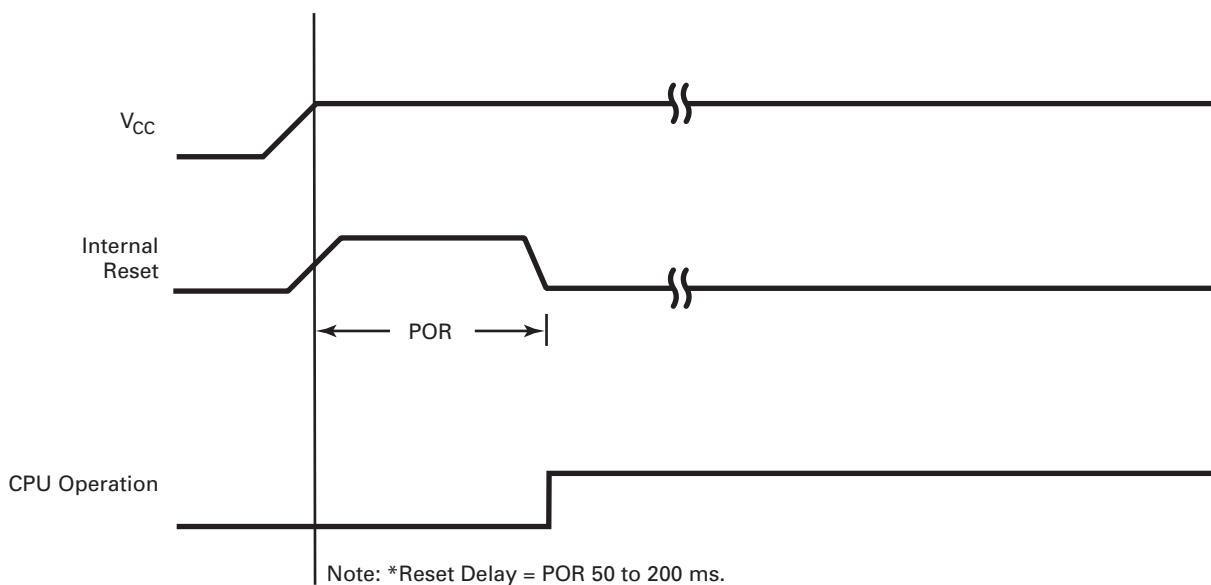 VCC
Internal
Reset
POR
CPU Operation
Note: *Reset Delay = POR 50 to 200 ms.